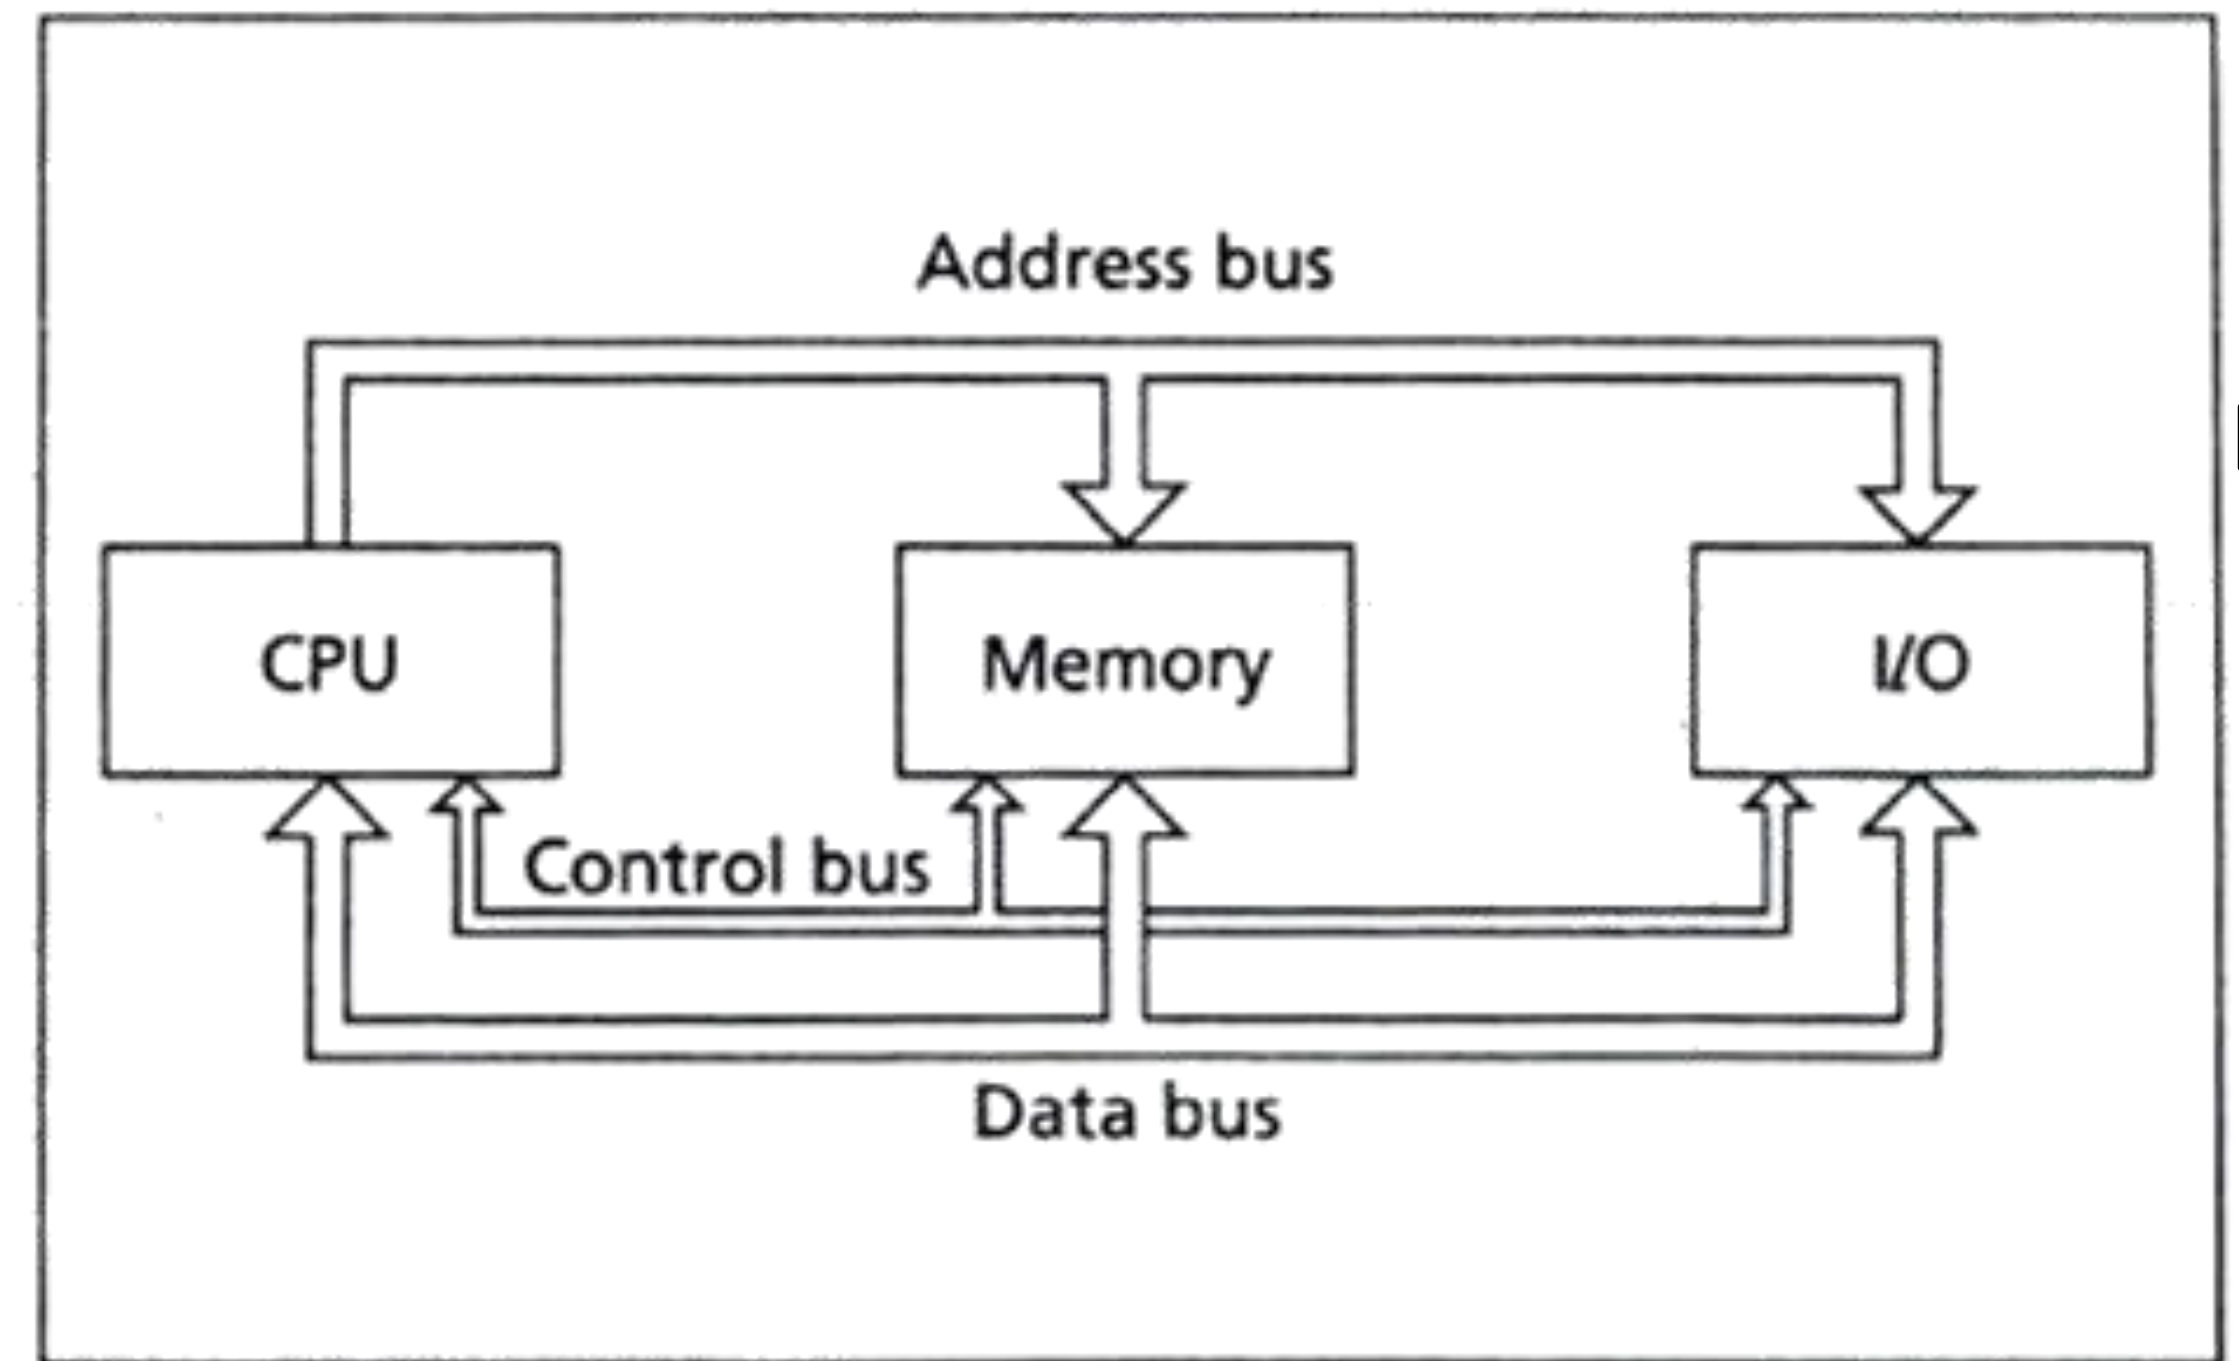 Address bus
CPU
Memory
I/O
Control bus
Data bus